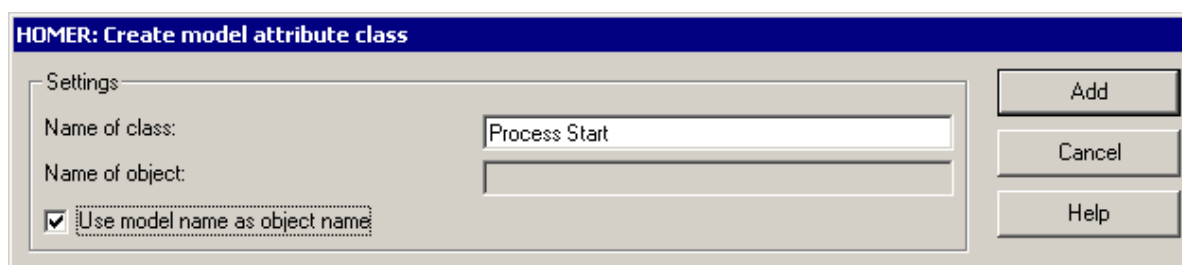 HOMER: Create model attribute class
Settings
Name of class:
Process Start
Name of object:
Use model name as object name
Add
Cancel
Help